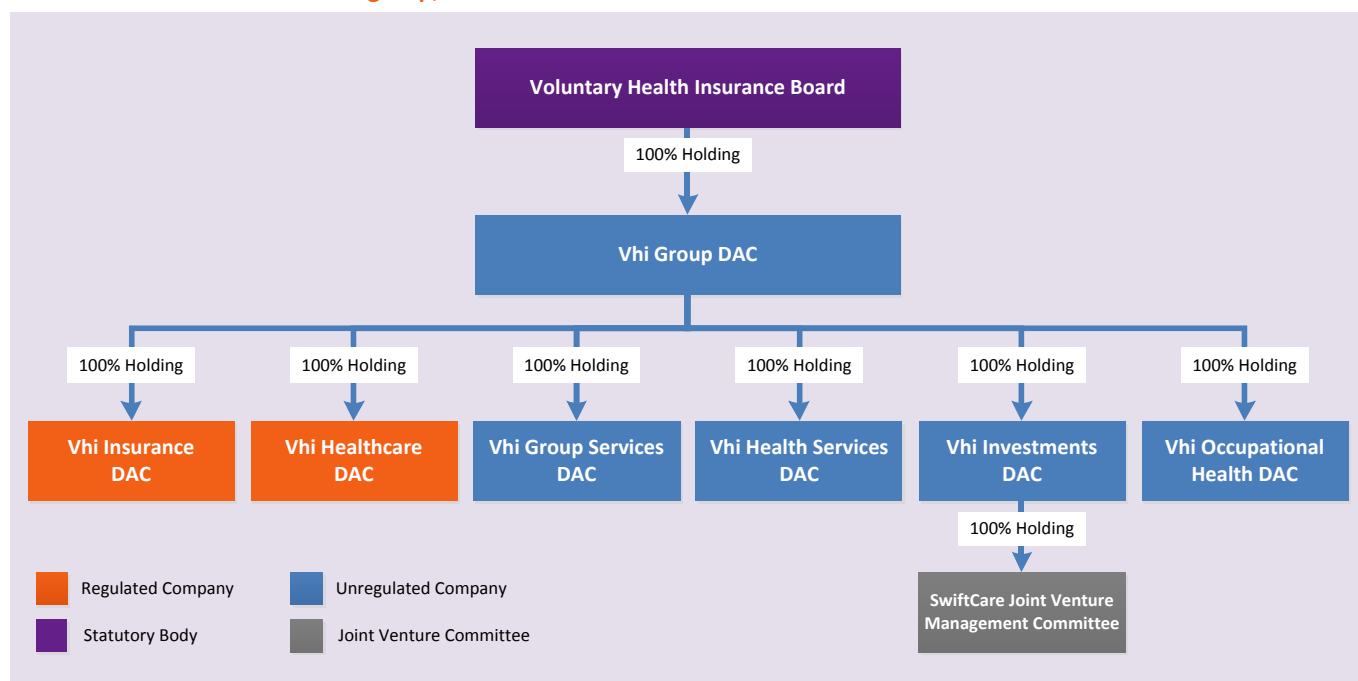 Voluntary Health Insurance Board
100% Holding
Vhi Group DAC
100% Holding
100% Holding
100% Holding
100% Holding
100% Holding
100% Holding
Vhi Insurance
DAC
Vhi Healthcare
DAC
Vhi Group Services
DAC
Vhi Health Services
DAC
Vhi Investments
DAC
Vhi Occupational
Health DAC
100% Holding
SwiftCare Joint Venture
Management Committee
Regulated Company
Unregulated Company
Statutory Body
Joint Venture Committee